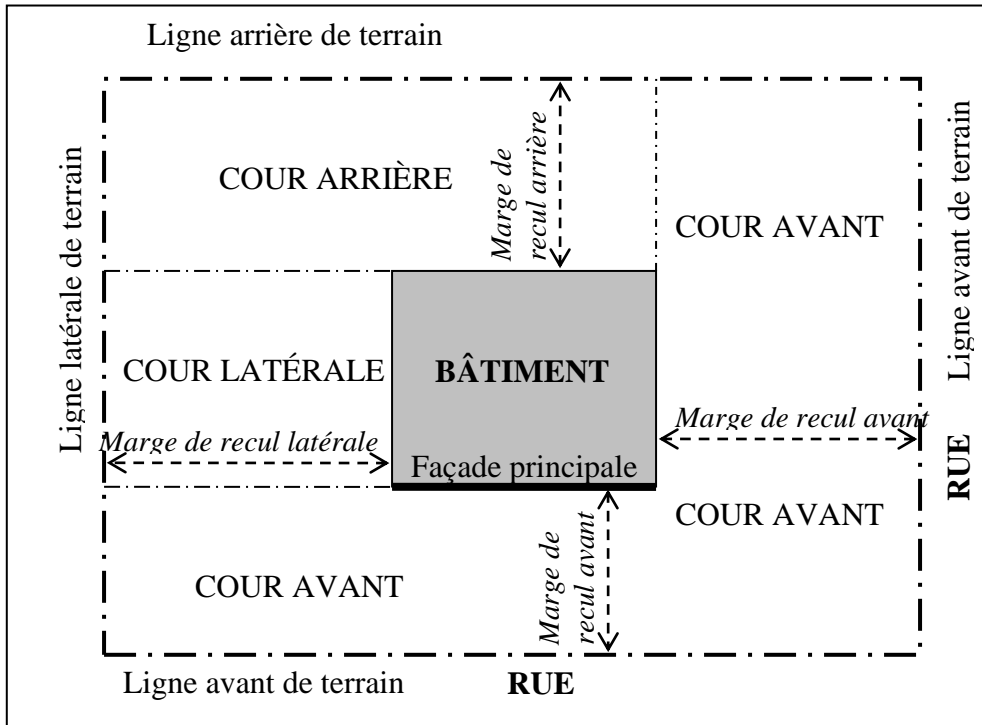 Ligne arrière de terrain
Ligne latérale de terrain
COUR ARRIÈRE
Marge de
recul arrière
COUR AVANT
Ligne avant de terrain
COUR LATÉRALE
BÂTIMENT
Marge de recul latérale
Marge de recul avant
Façade principale
RUE
COUR AVANT
COUR AVANT
Marge de
recul avant
Ligne avant de terrain
RUE